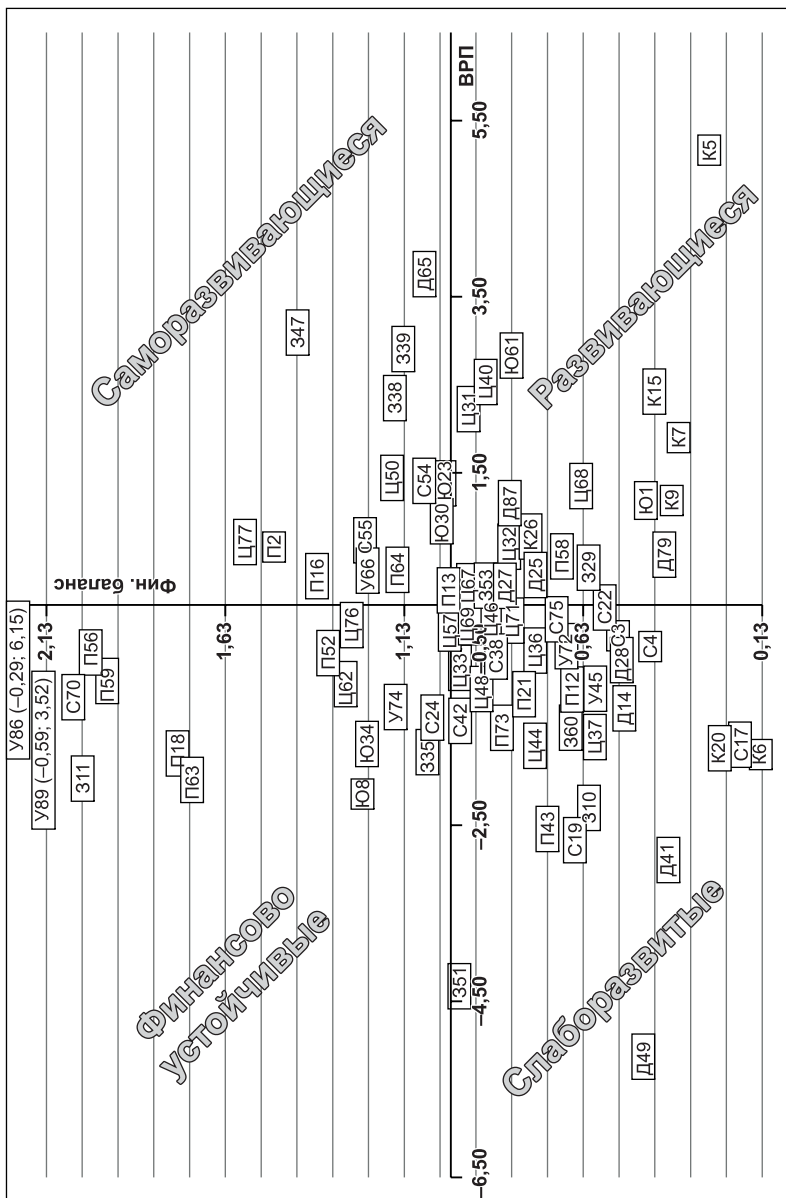 У86 (–0,29; 6,15)
У89 (–0,59; 3,52)
2,13
С70
З11
П56
П59
Саморазвивающиеся
Финансово
устойчивые
Фин. баланс
П18
П63
1,63
Ц77
П2
З47
П16
П52
Ц76
Ц62
С55
У66
Ю34
Ю8
Ц50
З38
П64
У74
З39
1,13
Д65
С54
С24
З35
Ю23
Ю30
П13
Ц57
ВРП
З51
С42
Ц33
Ц67
Ц69
Ц31
–6,50
–4,50
–2,50
–0,50
1,50
3,50
5,50
Ц40
З53
Ц46
Ц48
С38
П73
Д27
Ц71
Ц32
Д87
Ю61
П21
К26
Д25
Ц36
Ц44
П43
С75
П58
У72
П12
З60
С19
0,63
Ц68
З29
З10
У45
Ц37
С22
С3
Д28
Д14
Слаборазвитые
Развивающиеся
Д49
С4
Ю1
К15
Д79
Д41
К9
К7
К5
К20
С17
К6
0,13